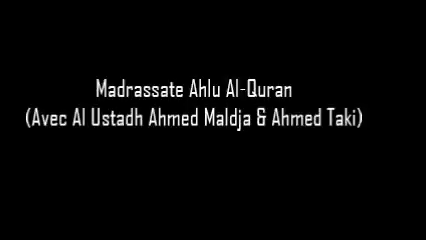 Madrassate Ahlu Al-Quran
(Avec Al Ustadh Ahmed Maldja & Ahmed Taki)